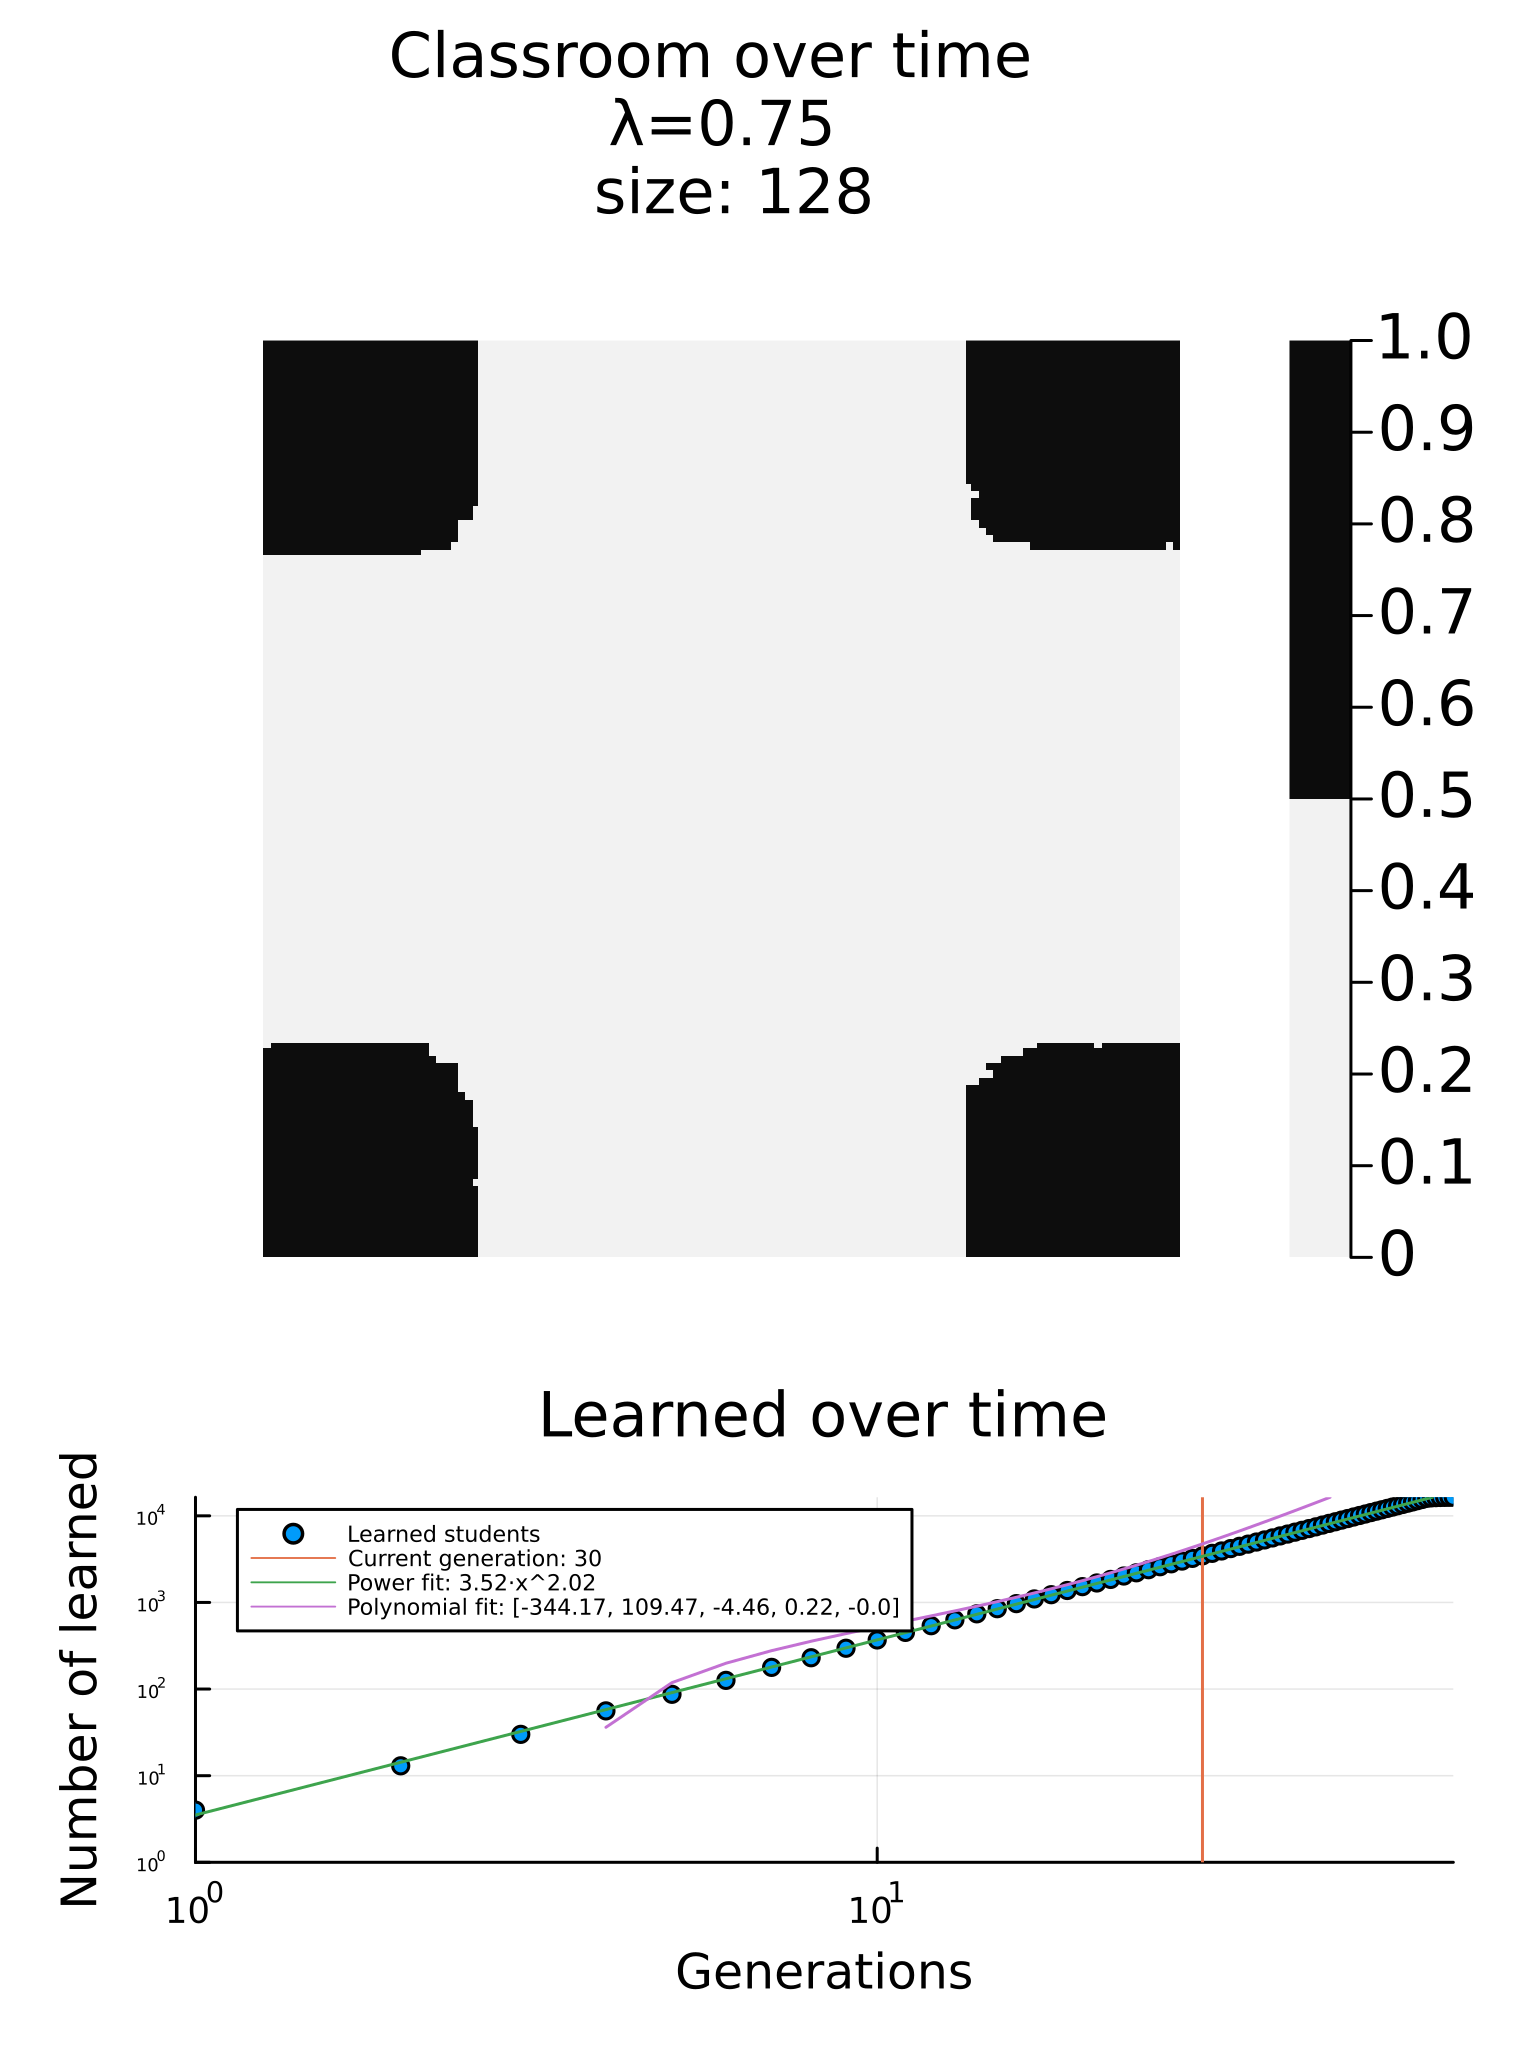 Classroom over time
λ=0.75
size: 128
1.0
0.9
0.8
0.7
0.6
0.5
0.4
0.3
0.2
0.1
0
Learned over time
Number of learned
10^4
10^3
10^2
10^1
10^0
Learned students
Current generation: 30
Power fit: 3.52·x^2.02
Polynomial fit: [-344.17, 109.47, -4.46, 0.22, -0.0]
10^0 10^1
Generations